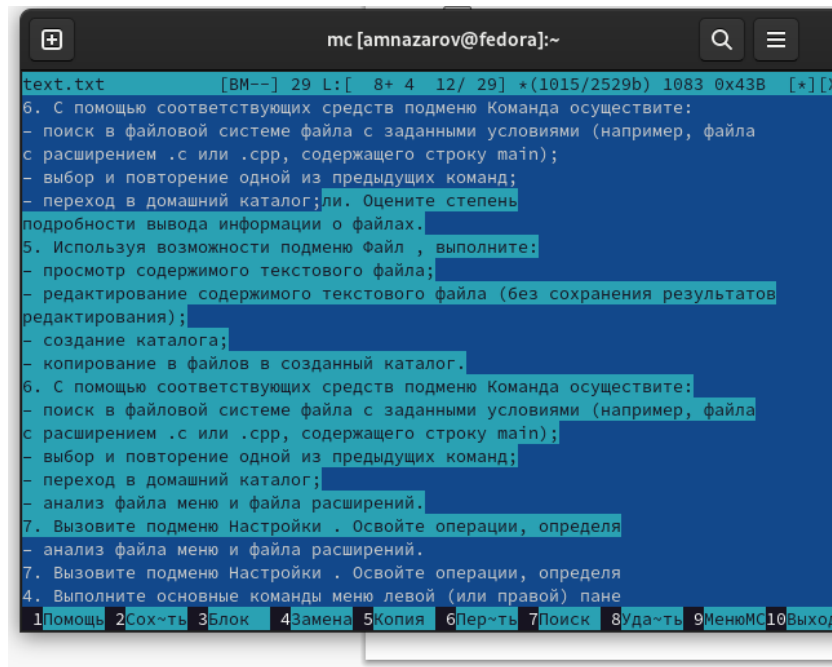 mc [amnazarov@fedora]:~
text.txt [BM--] 29 L:[ 8+ 4 12/ 29] *(1015/2529b) 1083 0x43B [*][X
6. С помощью соответствующих средств подменю Команда осуществите:
– поиск в файловой системе файла с заданными условиями (например, файла
с расширением .c или .cpp, содержащего строку main);
– выбор и повторение одной из предыдущих команд;
– переход в домашний каталог;ли. Оцените степень
подробности вывода информации о файлах.
5. Используя возможности подменю Файл , выполните:
– просмотр содержимого текстового файла;
– редактирование содержимого текстового файла (без сохранения результатов
редактирования);
– создание каталога;
– копирование в файлов в созданный каталог.
6. С помощью соответствующих средств подменю Команда осуществите:
– поиск в файловой системе файла с заданными условиями (например, файла
с расширением .c или .cpp, содержащего строку main);
– выбор и повторение одной из предыдущих команд;
– переход в домашний каталог;
– анализ файла меню и файла расширений.
7. Вызовите подменю Настройки . Освойте операции, определя
– анализ файла меню и файла расширений.
7. Вызовите подменю Настройки . Освойте операции, определя
4. Выполните основные команды меню левой (или правой) пане
1Помощь 2Сох~ть 3Блок 4Замена 5Копия 6Пер~ть 7Поиск 8Уда~ть 9МенюMC10Выход